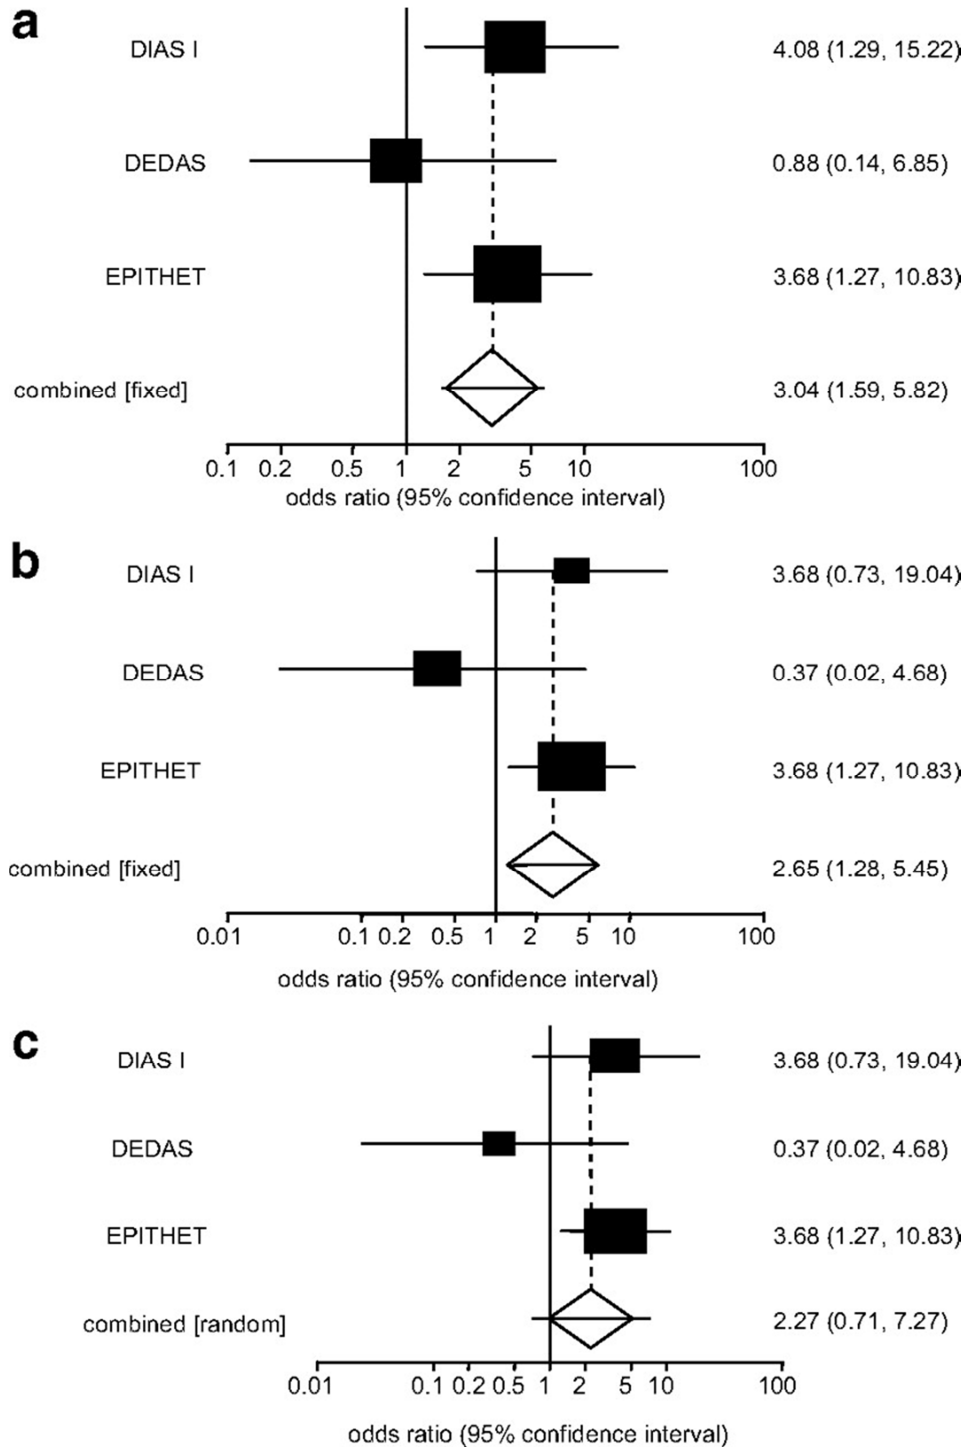 a
DIAS I 4.08 (1.29, 15.22)
DEDAS 0.88 (0.14, 6.85)
EPITHET 3.68 (1.27, 10.83)
combined [fixed] 3.04 (1.59, 5.82)
0.1 0.2 0.5 1 2 5 10 100
odds ratio (95% confidence interval)
b
DIAS I 3.68 (0.73, 19.04)
DEDAS 0.37 (0.02, 4.68)
EPITHET 3.68 (1.27, 10.83)
combined [fixed] 2.65 (1.28, 5.45)
0.01 0.1 0.2 0.5 1 2 5 10 100
odds ratio (95% confidence interval)
c
DIAS I 3.68 (0.73, 19.04)
DEDAS 0.37 (0.02, 4.68)
EPITHET 3.68 (1.27, 10.83)
combined [random] 2.27 (0.71, 7.27)
0.01 0.1 0.2 0.5 1 2 5 10 100
odds ratio (95% confidence interval)